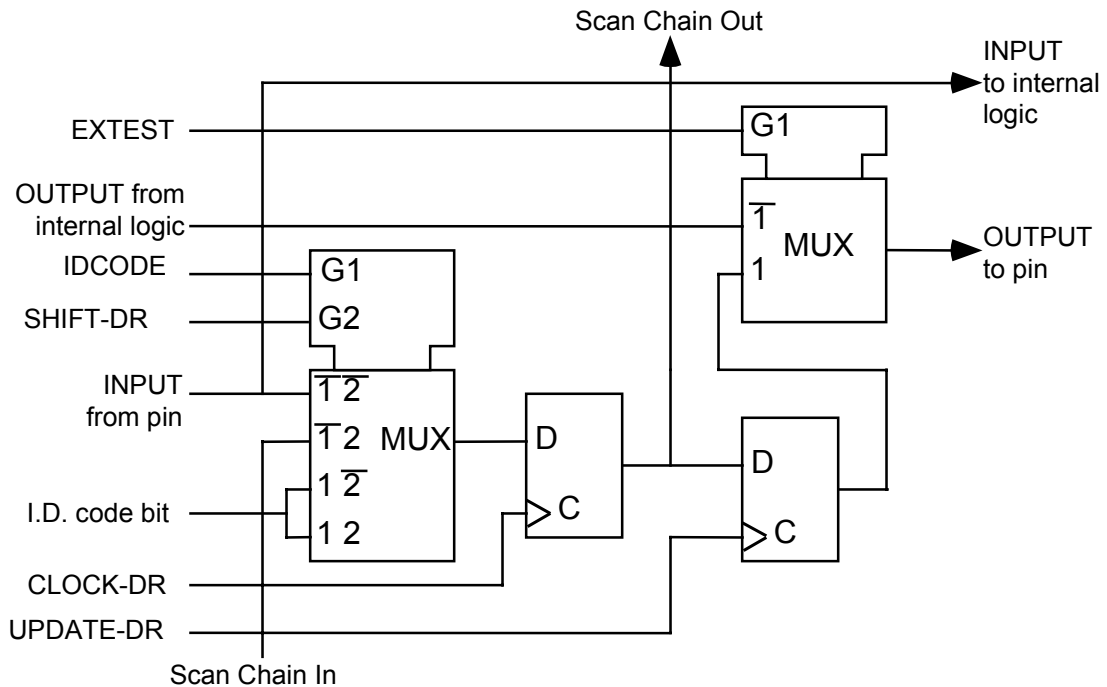 Scan Chain Out
INPUT
to internal
logic
EXTEST
G1
OUTPUT from
internal logic
1̅
MUX
1
OUTPUT
to pin
IDCODE
G1
SHIFT-DR
G2
INPUT
from pin
1̅ 2̅
1̅ 2
MUX
1 2̅
1 2
I.D. code bit
D
C
D
C
CLOCK-DR
UPDATE-DR
Scan Chain In